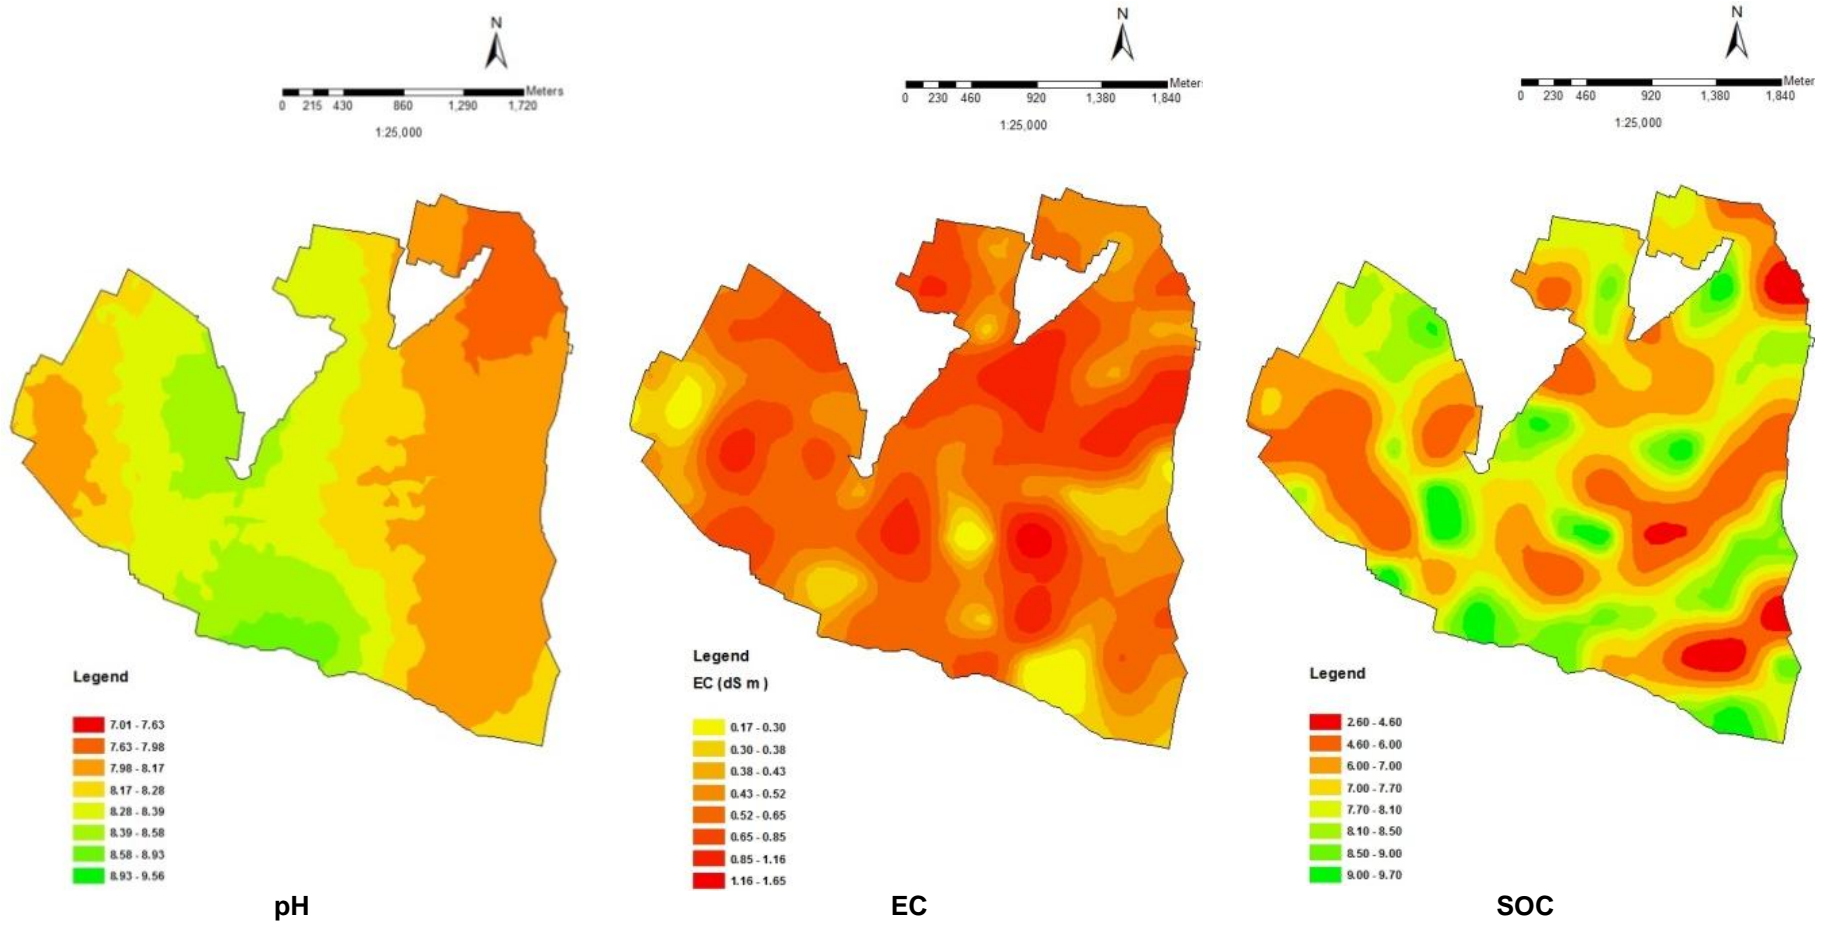 N
Meters
0 215 430 860 1,290 1,720
1:25,000
Legend
7.01 - 7.63
7.63 - 7.98
7.98 - 8.17
8.17 - 8.28
8.28 - 8.39
8.39 - 8.58
8.58 - 8.93
8.93 - 9.56
pH
N
Meter
0 230 460 920 1,380 1,840
1:25,000
Legend
EC (dS m )
0.17 - 0.30
0.30 - 0.38
0.38 - 0.43
0.43 - 0.52
0.52 - 0.65
0.65 - 0.85
0.85 - 1.16
1.16 - 1.65
EC
N
Meter
0 230 460 920 1,380 1,840
1:25,000
Legend
2.60 - 4.60
4.60 - 6.00
6.00 - 7.00
7.00 - 7.70
7.70 - 8.10
8.10 - 8.50
8.50 - 9.00
9.00 - 9.70
SOC